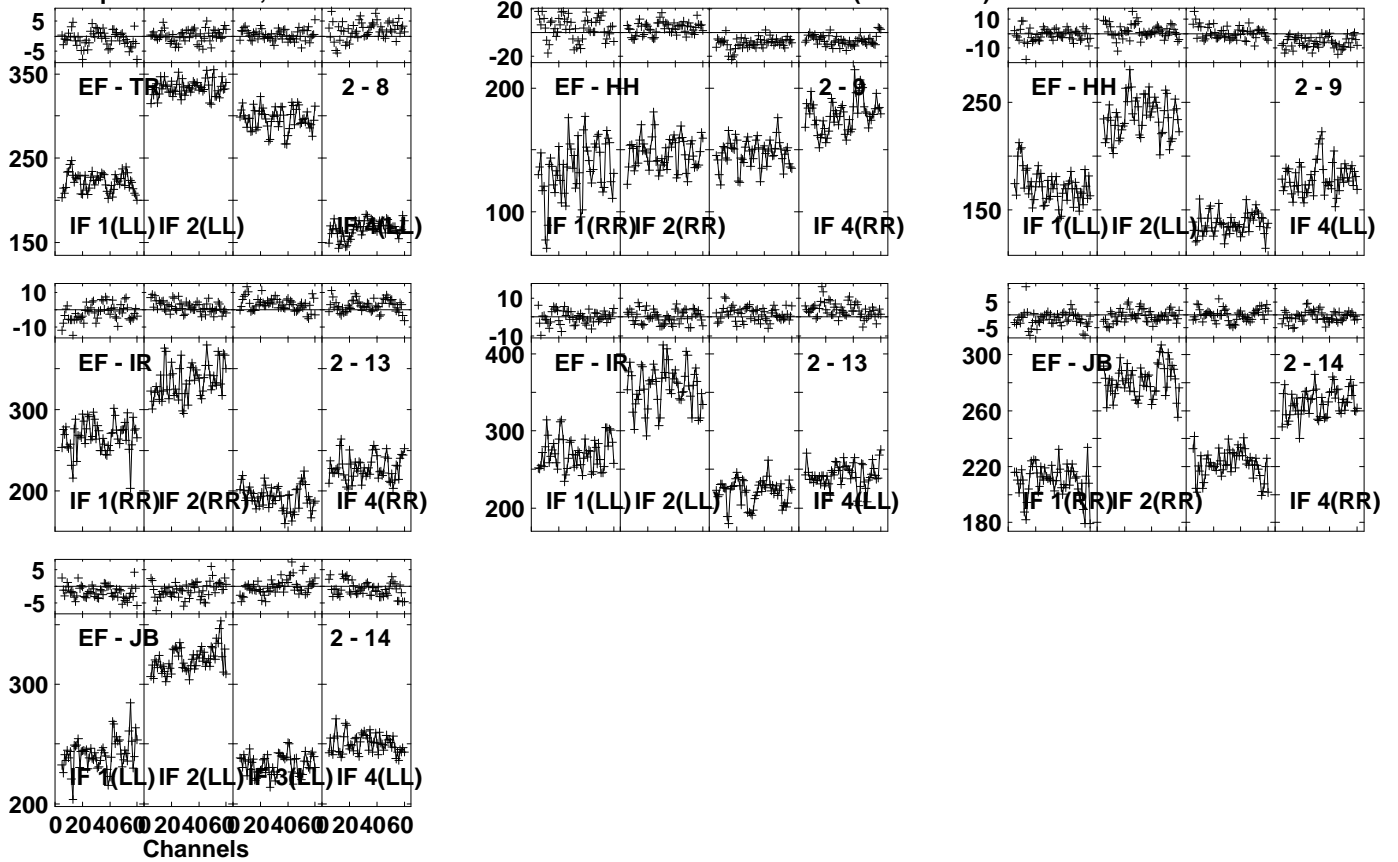 5
-5
350
250
150
EF - TR
2 - 8
IF 1(LL) IF 2(LL) IF 4(LL)
20
-20
200
100
EF - HH
2 - 9
IF 1(RR) IF 2(RR) IF 4(RR)
10
-10
250
150
EF - HH
2 - 9
IF 1(LL) IF 2(LL) IF 4(LL)
10
-10
300
200
EF - IR
2 - 13
IF 1(RR) IF 2(RR) IF 4(RR)
10
-10
400
300
200
EF - IR
2 - 13
IF 1(LL) IF 2(LL) IF 4(LL)
5
-5
300
260
220
180
EF - JB
2 - 14
IF 1(RR) IF 2(RR) IF 4(RR)
5
-5
300
200
EF - JB
2 - 14
IF 1(LL) IF 2(LL) IF 3(LL) IF 4(LL)
0 20 40 60 0 20 40 60 0 20 40 60 0 20 40 60
Channels